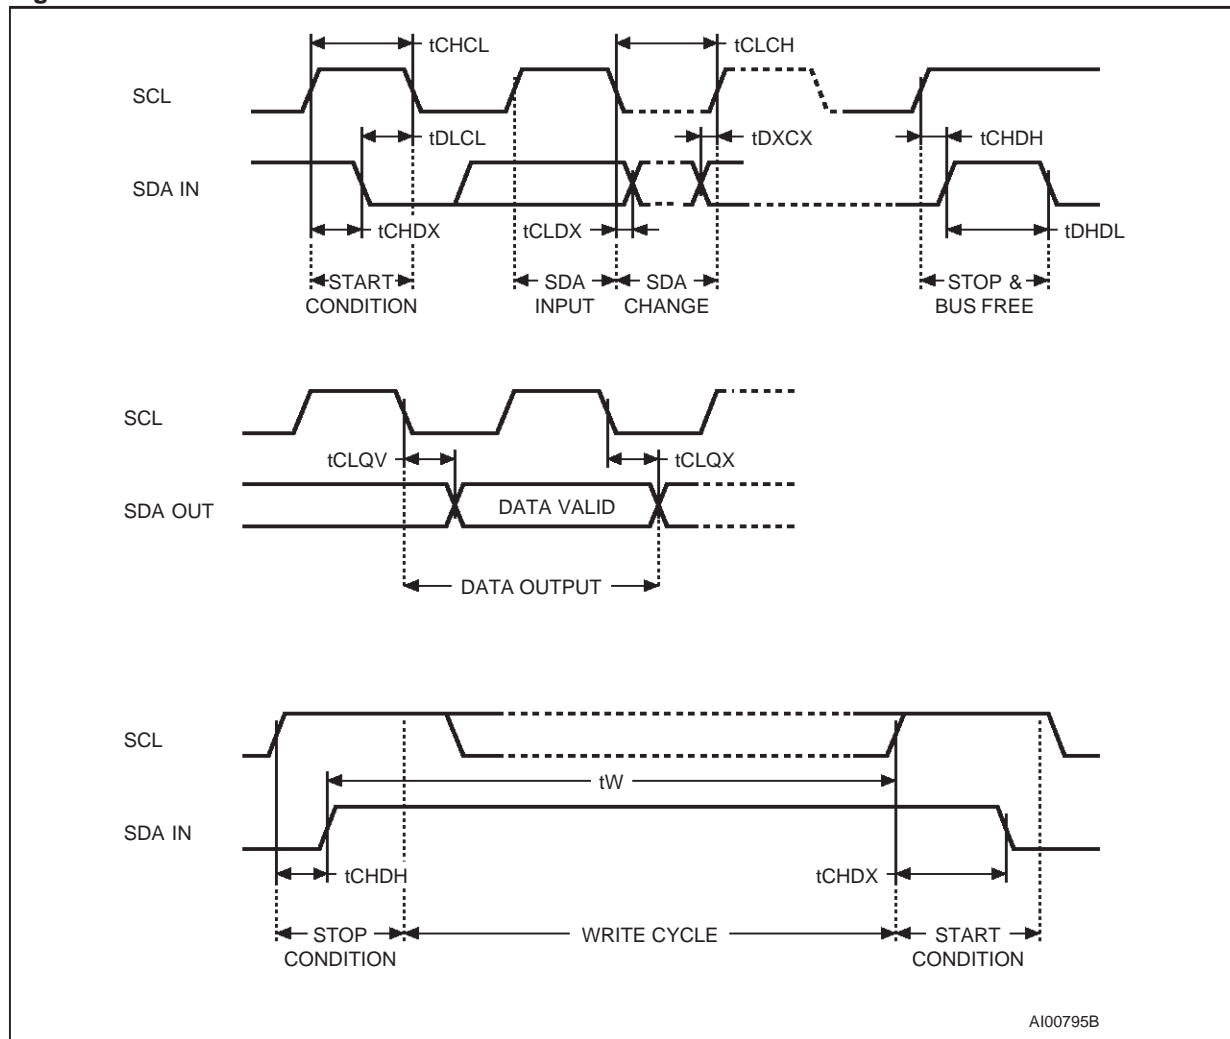 tCHCL tCLCH
SCL
tDLCL tDXCX tCHDH
SDA IN
tCHDX tCLDX tDHDL
START CONDITION
SDA INPUT
SDA CHANGE
STOP & BUS FREE
SCL
tCLQV tCLQX
SDA OUT DATA VALID
DATA OUTPUT
SCL
tW
SDA IN
tCHDH tCHDX
STOP CONDITION
WRITE CYCLE
START CONDITION
AI00795B